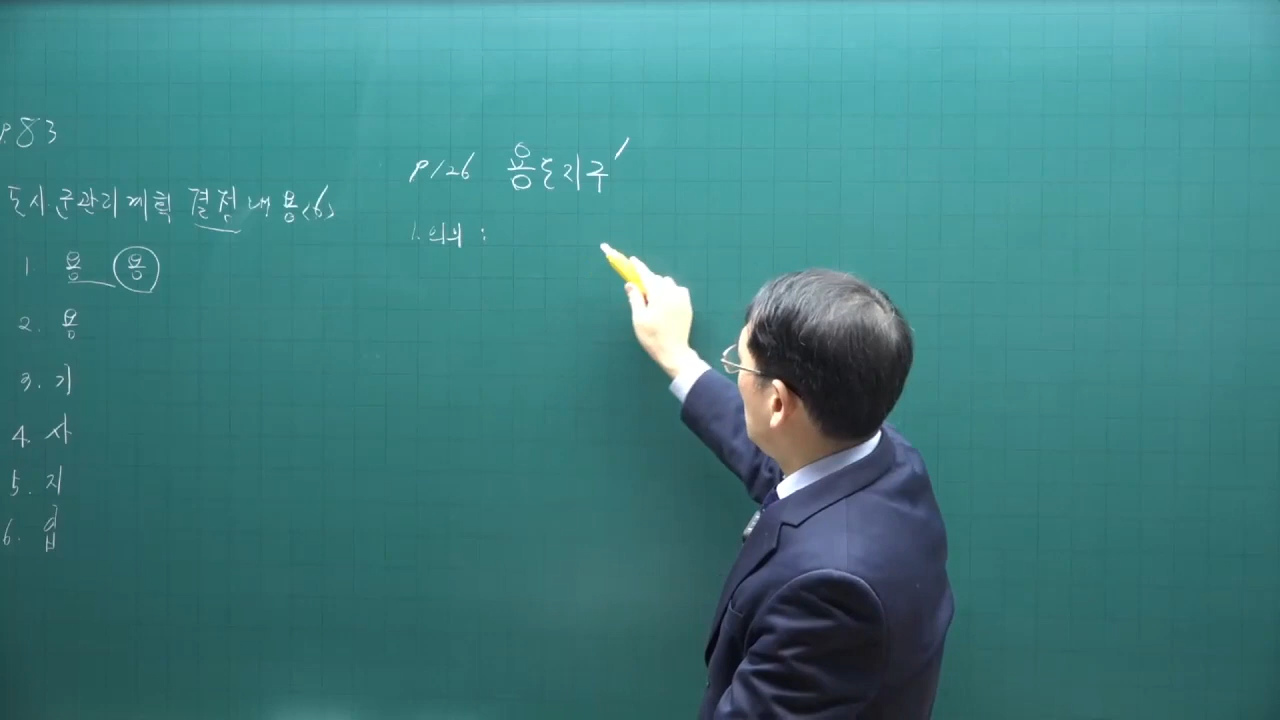 P.83
도시·군관리계획 결정 내용(6)
1. 용 용
2. 용
3. 기
4. 사
5. 지
6. 입
P126 용도지구
1. 의의 :